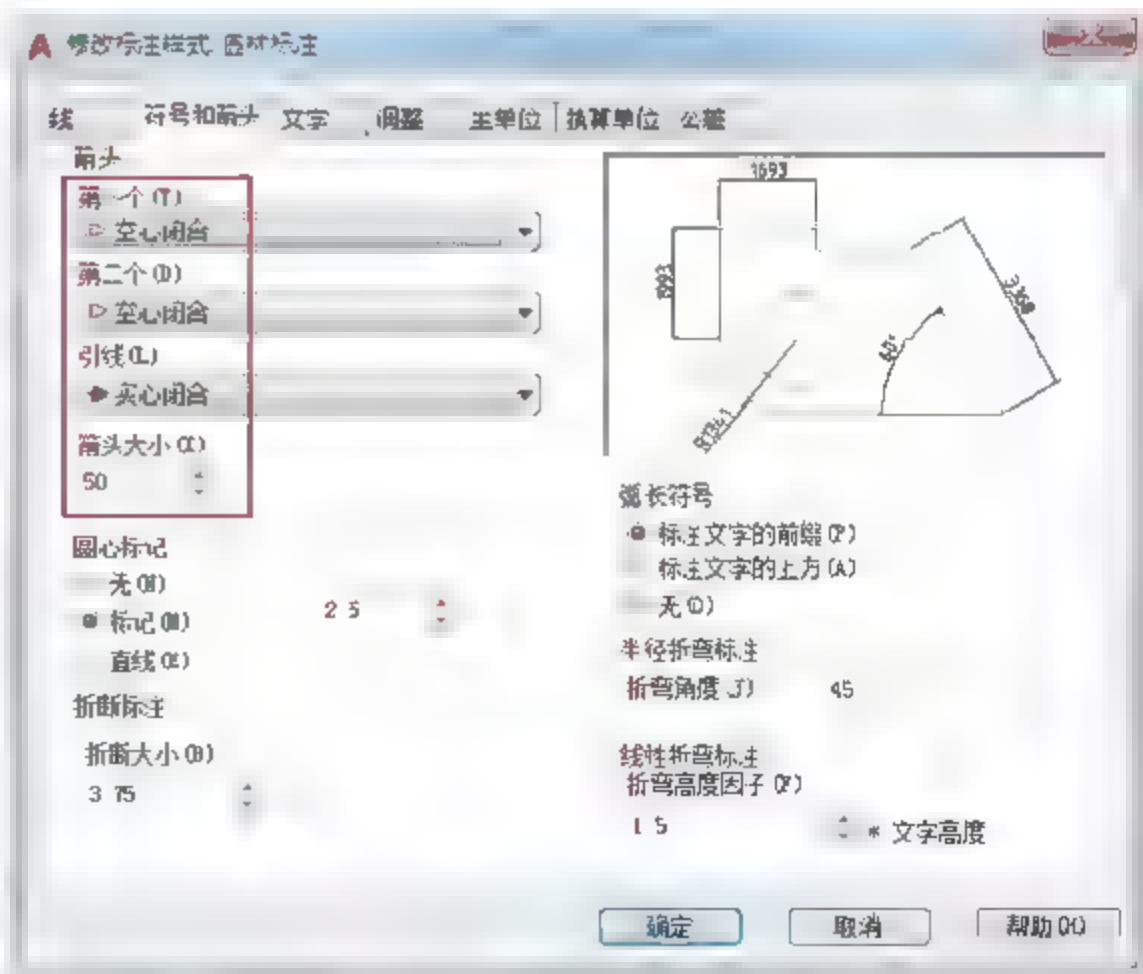 修改标注样式: 园林标注
线 符号和箭头 文字 调整 主单位 换算单位 公差
箭头
第一个(T)
空心闭合
第二个(D)
空心闭合
引线(L)
实心闭合
箭头大小(I)
50
圆心标记
无(N)
标记(M)
2.5
直线(E)
折断标注
折断大小(B)
3.75
1693
1993
3368
60°
R1341
弧长符号
标注文字的前缀(P)
标注文字的上方(A)
无(O)
半径折弯标注
折弯角度(J)
45
线性折弯标注
折弯高度因子(F)
1.5
* 文字高度
确定 取消 帮助(H)